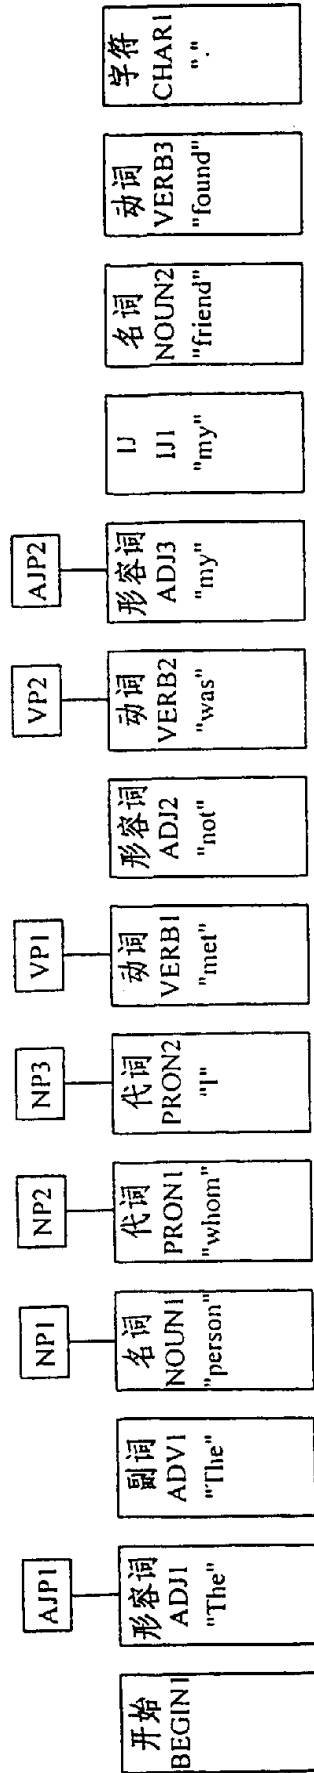 AJP1
NP1
NP2
NP3
VP1
VP2
AJP2
开始
BEGIN1
形容词
ADJ1
"The"
副词
ADV1
"The"
名词
NOUN1
"person"
代词
PRON1
"whom"
代词
PRON2
"I"
动词
VERB1
"met"
形容词
ADJ2
"not"
动词
VERB2
"was"
形容词
ADJ3
"my"
IJ
IJ1
"my"
名词
NOUN2
"friend"
动词
VERB3
"found"
字符
CHAR1
"."